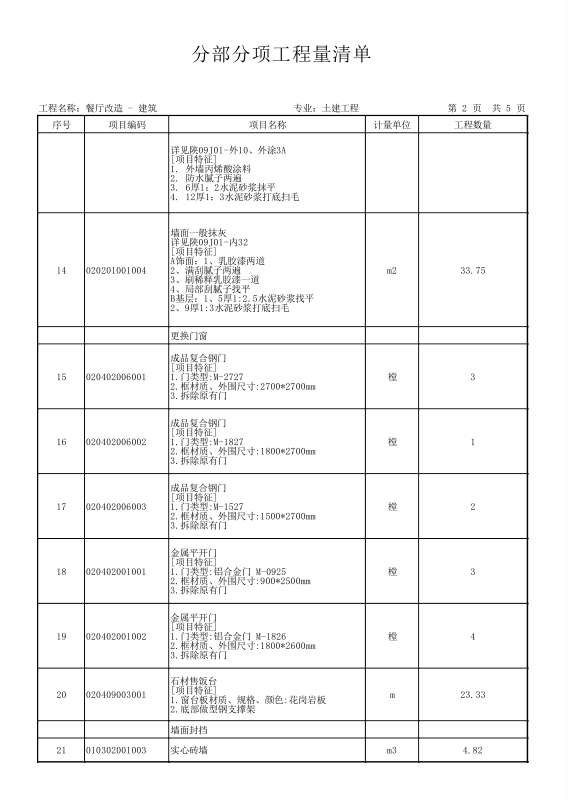 分部分项工程量清单
工程名称：餐厅改造 - 建筑 专业：土建工程 第 2 页 共 5 页
序号 项目编码 项目名称 计量单位 工程数量
详见陕09J01-外10、外涂3A
[项目特征]
1. 外墙丙烯酸涂料
2. 防水腻子两遍
3. 6厚1：2水泥砂浆抹平
4. 12厚1：3水泥砂浆打底扫毛
14 020201001004 墙面一般抹灰 m2 33.75
详见陕09J01-内32
[项目特征]
A饰面：1、乳胶漆两道
2、满刮腻子两遍
3、刷稀释乳胶漆一道
4、局部刮腻子找平
B基层：1、5厚1:2.5水泥砂浆找平
2、9厚1:3水泥砂浆打底扫毛
更换门窗
15 020402006001 成品复合钢门 樘 3
[项目特征]
1.门类型:M-2727
2.框材质、外围尺寸:2700*2700mm
3.拆除原有门
16 020402006002 成品复合钢门 樘 1
[项目特征]
1.门类型:M-1827
2.框材质、外围尺寸:1800*2700mm
3.拆除原有门
17 020402006003 成品复合钢门 樘 2
[项目特征]
1.门类型:M-1527
2.框材质、外围尺寸:1500*2700mm
3.拆除原有门
18 020402001001 金属平开门 樘 3
[项目特征]
1.门类型:铝合金门 M-0925
2.框材质、外围尺寸:900*2500mm
3.拆除原有门
19 020402001002 金属平开门 樘 4
[项目特征]
1.门类型:铝合金门 M-1826
2.框材质、外围尺寸:1800*2600mm
3.拆除原有门
20 020409003001 石材售饭台 m 23.33
[项目特征]
1.窗台板材质、规格、颜色:花岗岩板
2.底部做型钢支撑架
墙面封挡
21 010302001003 实心砖墙 m3 4.82